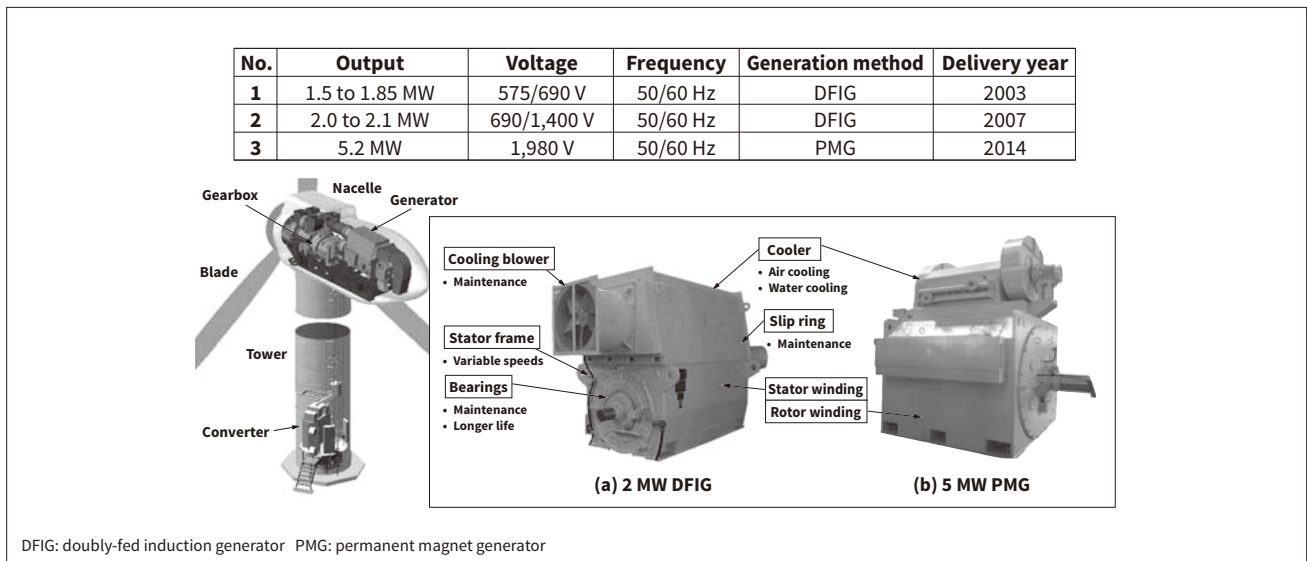 No. Output Voltage Frequency Generation method Delivery year
1 1.5 to 1.85 MW 575/690 V 50/60 Hz DFIG 2003
2 2.0 to 2.1 MW 690/1,400 V 50/60 Hz DFIG 2007
3 5.2 MW 1,980 V 50/60 Hz PMG 2014
Nacelle
Gearbox
Generator
Blade
Tower
Converter
Cooling blower
• Maintenance
Stator frame
• Variable speeds
Bearings
• Maintenance
• Longer life
Cooler
• Air cooling
• Water cooling
Slip ring
• Maintenance
Stator winding
Rotor winding
(a) 2 MW DFIG
(b) 5 MW PMG
DFIG: doubly-fed induction generator PMG: permanent magnet generator